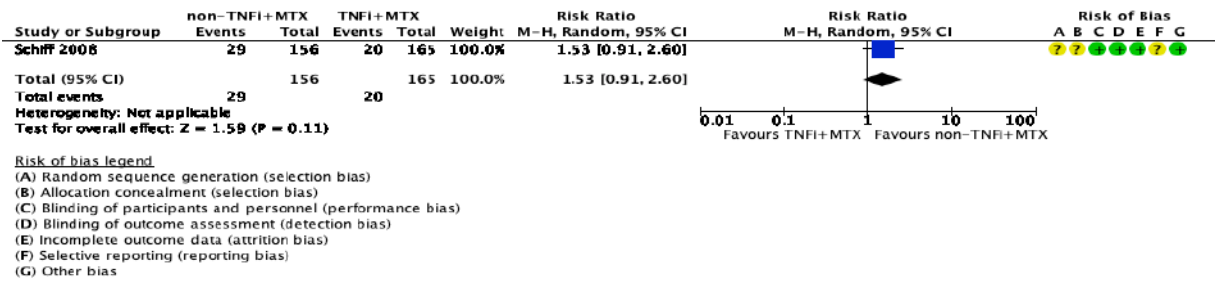 non-TNFi+MTX TNFi+MTX Risk Ratio Risk Ratio Risk of Bias
Study or Subgroup Events Total Events Total Weight M-H, Random, 95% CI M-H, Random, 95% CI A B C D E F G
Schiff 2008 29 156 20 165 100.0% 1.53 [0.91, 2.60] ? ? + + + ? +
Total (95% CI) 156 165 100.0% 1.53 [0.91, 2.60]
Total events 29 20
Heterogeneity: Not applicable
Test for overall effect: Z = 1.59 (P = 0.11)
0.01 0.1 1 10 100
Favours TNFi+MTX Favours non-TNFi+MTX
Risk of bias legend
(A) Random sequence generation (selection bias)
(B) Allocation concealment (selection bias)
(C) Blinding of participants and personnel (performance bias)
(D) Blinding of outcome assessment (detection bias)
(E) Incomplete outcome data (attrition bias)
(F) Selective reporting (reporting bias)
(G) Other bias